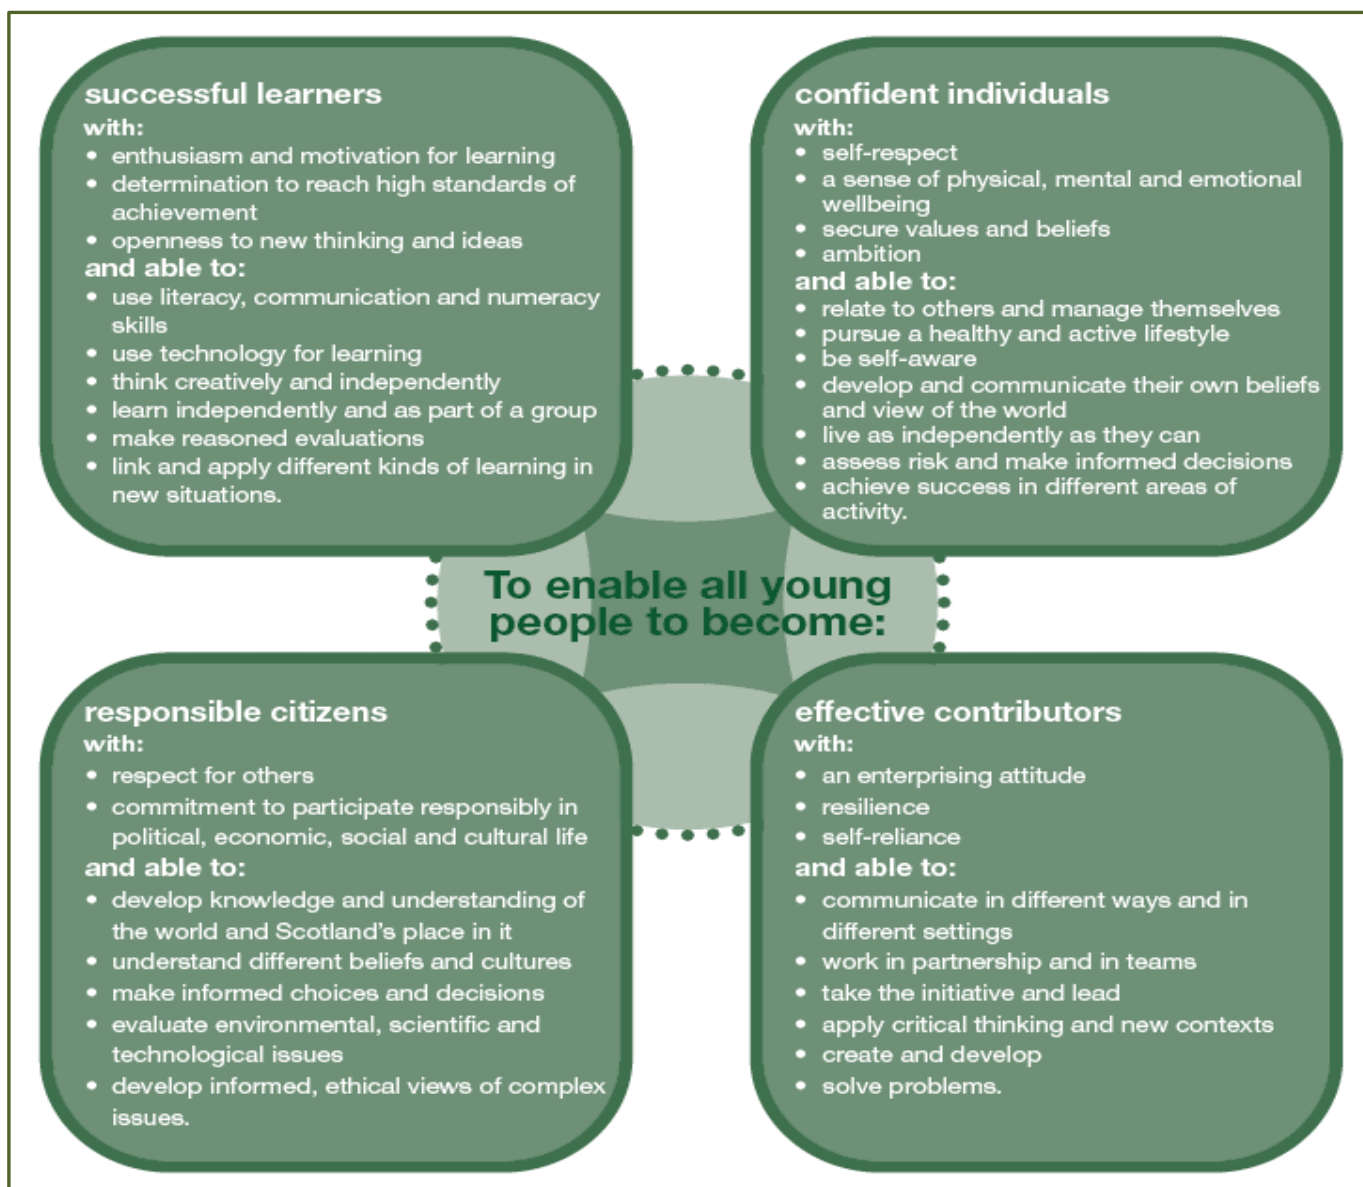 successful learners
with:
• enthusiasm and motivation for learning
• determination to reach high standards of
achievement
• openness to new thinking and ideas
and able to:
• use literacy, communication and numeracy
skills
• use technology for learning
• think creatively and independently
• learn independently and as part of a group
• make reasoned evaluations
• link and apply different kinds of learning in
new situations.
confident individuals
with:
• self-respect
• a sense of physical, mental and emotional
wellbeing
• secure values and beliefs
• ambition
and able to:
• relate to others and manage themselves
• pursue a healthy and active lifestyle
• be self-aware
• develop and communicate their own beliefs
and view of the world
• live as independently as they can
• assess risk and make informed decisions
• achieve success in different areas of
activity.
To enable all young
people to become:
responsible citizens
with:
• respect for others
• commitment to participate responsibly in
political, economic, social and cultural life
and able to:
• develop knowledge and understanding of
the world and Scotland’s place in it
• understand different beliefs and cultures
• make informed choices and decisions
• evaluate environmental, scientific and
technological issues
• develop informed, ethical views of complex
issues.
effective contributors
with:
• an enterprising attitude
• resilience
• self-reliance
and able to:
• communicate in different ways and in
different settings
• work in partnership and in teams
• take the initiative and lead
• apply critical thinking and new contexts
• create and develop
• solve problems.